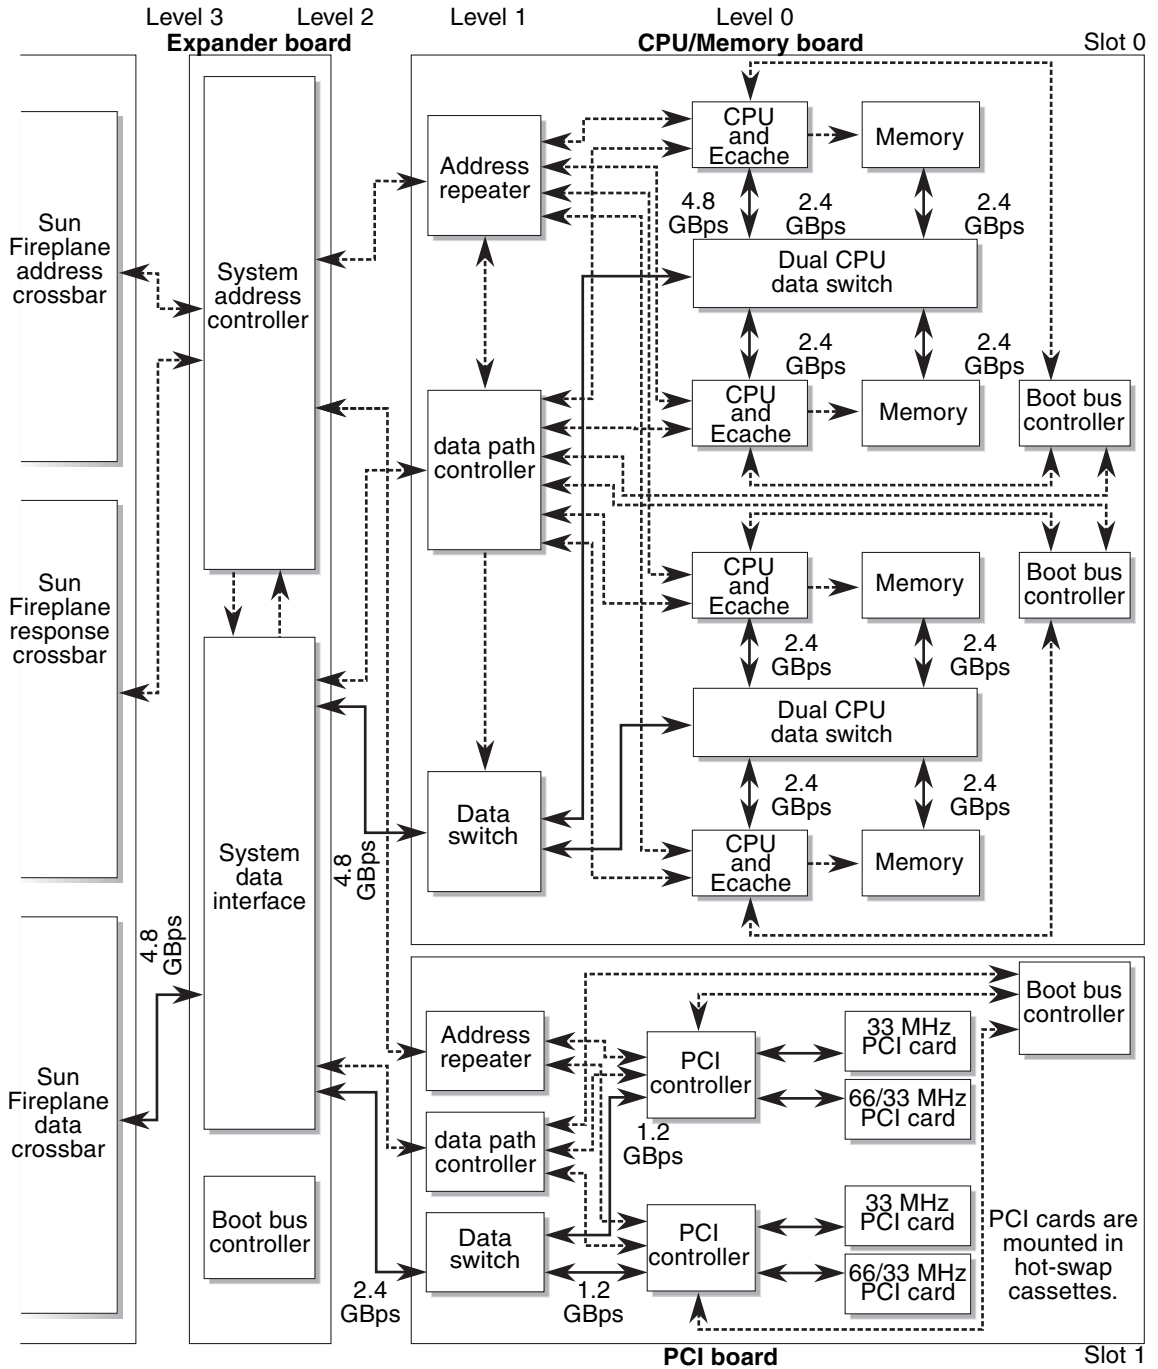 Level 3
Level 2
Level 1
Level 0
Expander board
CPU/Memory board
Slot 0
Sun
Fireplane
address
crossbar
Sun
Fireplane
response
crossbar
Sun
Fireplane
data
crossbar
4.8
GBps
System
address
controller
System
data
interface
Boot bus
controller
4.8
GBps
2.4
GBps
Address
repeater
data path
controller
Data
switch
CPU
and
Ecache
Memory
4.8
GBps
2.4
GBps
2.4
GBps
Dual CPU
data switch
2.4
GBps
2.4
GBps
CPU
and
Ecache
Memory
Boot bus
controller
CPU
and
Ecache
Memory
Boot bus
controller
2.4
GBps
2.4
GBps
Dual CPU
data switch
2.4
GBps
2.4
GBps
CPU
and
Ecache
Memory
Address
repeater
data path
controller
Data
switch
1.2
GBps
1.2
GBps
PCI
controller
33 MHz
PCI card
66/33 MHz
PCI card
Boot bus
controller
PCI
controller
33 MHz
PCI card
66/33 MHz
PCI card
PCI cards are
mounted in
hot-swap
cassettes.
PCI board
Slot 1